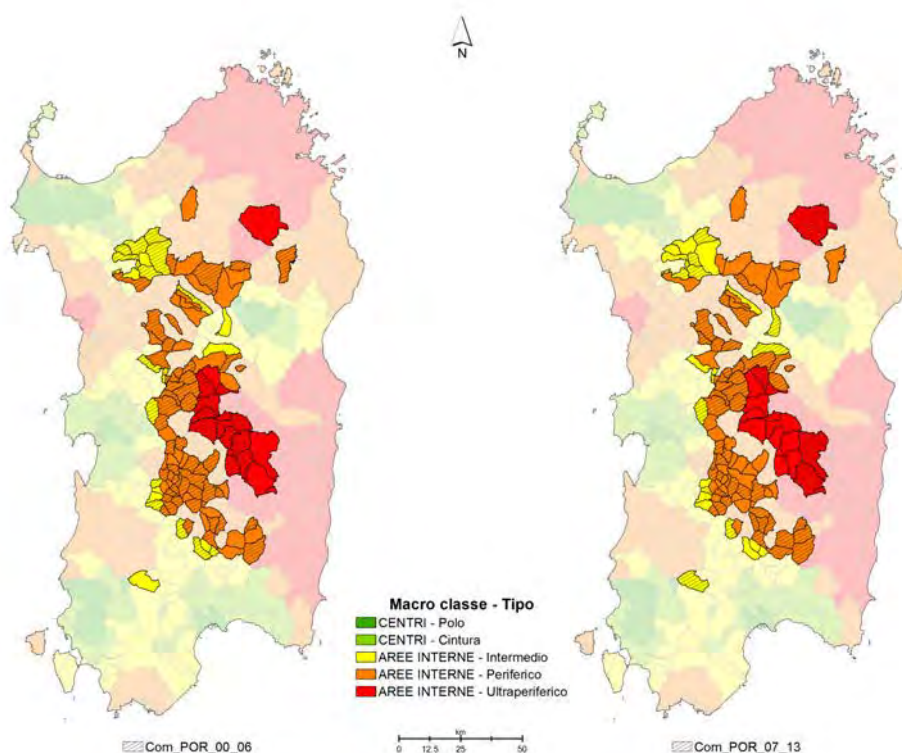 N
Macro classe - Tipo
CENTRI - Polo
CENTRI - Cintura
AREE INTERNE - Intermedio
AREE INTERNE - Periferico
AREE INTERNE - Ultraperiferico
Com_POR_00_06
km
0 12.5 25 50
Com_POR_07_13